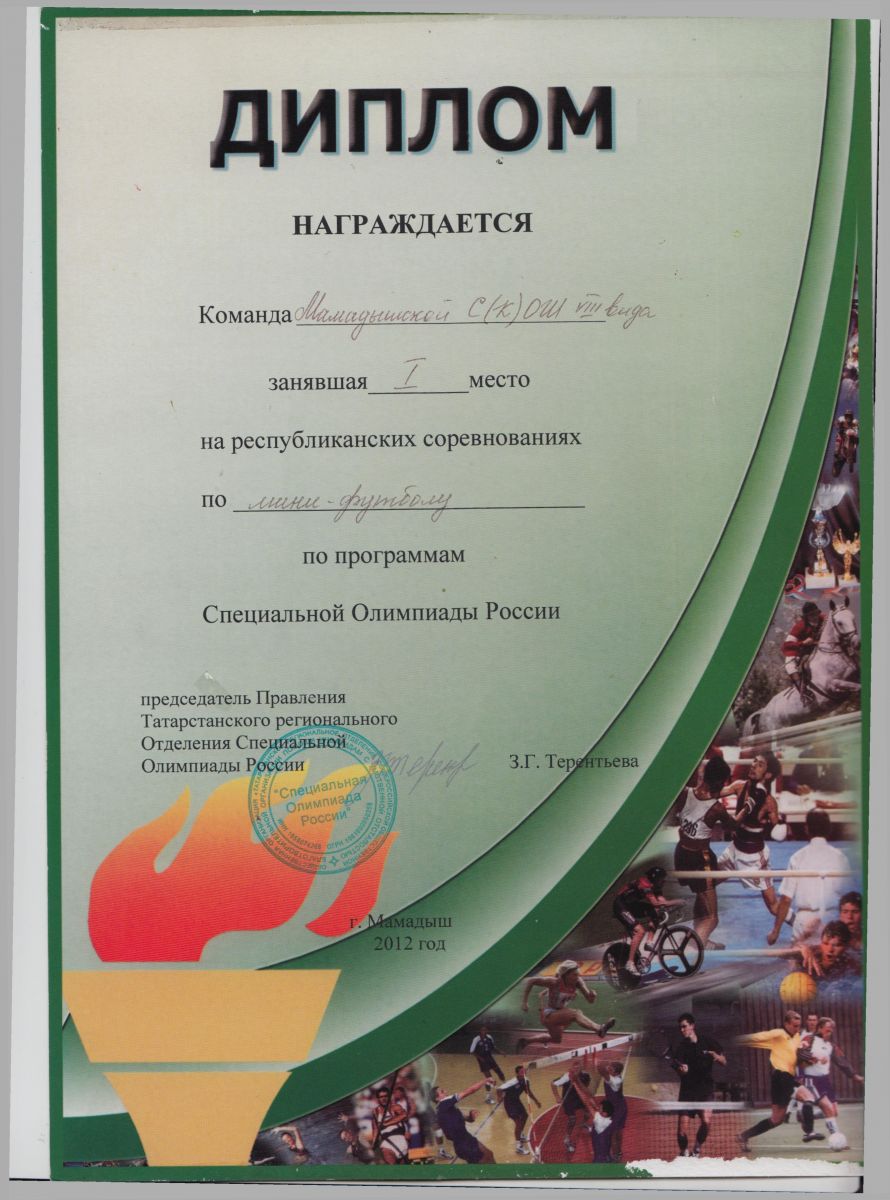 ДИПЛОМ
НАГРАЖДАЕТСЯ
Команда Мамадышской С(К)ОШ VIII вида
занявшая I место
на республиканских соревнованиях
по мини-футболу
по программам
Специальной Олимпиады России
председатель Правления
Татарстанского регионального
Отделения Специальной
Олимпиады России
З.Г. Терентьева
"Специальная
Олимпиада
России"
г. Мамадыш
2012 год